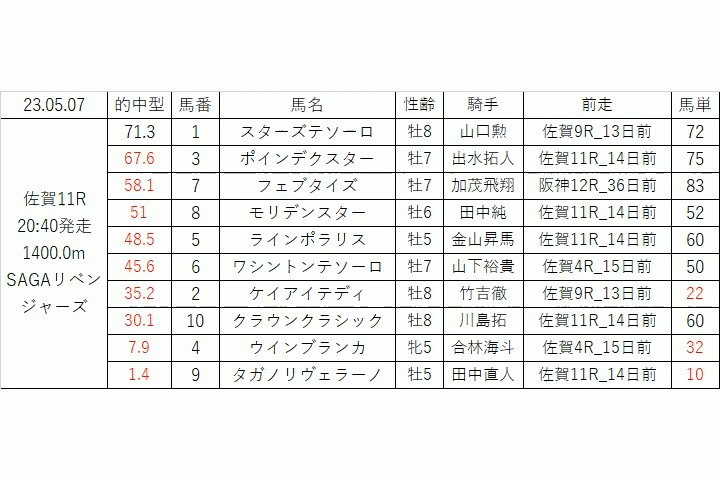 23.05.07 的中型 馬番 馬名 性齢 騎手 前走 馬単
佐賀11R
20:40発走
1400.0m
SAGAリベン
ジャーズ
71.3 1 スターズテソーロ 牡8 山口勲 佐賀9R_13日前 72
67.6 3 ポインデクスター 牡7 出水拓人 佐賀11R_14日前 75
58.1 7 フェブタイズ 牡7 加茂飛翔 阪神12R_36日前 83
51 8 モリデンスター 牡6 田中純 佐賀11R_14日前 52
48.5 5 ラインポラリス 牡5 金山昇馬 佐賀11R_14日前 60
45.6 6 ワシントンテソーロ 牡7 山下裕貴 佐賀4R_15日前 50
35.2 2 ケイアイテディ 牡8 竹吉徹 佐賀9R_13日前 22
30.1 10 クラウンクラシック 牡8 川島拓 佐賀11R_14日前 60
7.9 4 ウインブランカ 牝5 合林海斗 佐賀4R_15日前 32
1.4 9 タガノリヴェラーノ 牡5 田中直人 佐賀11R_14日前 10